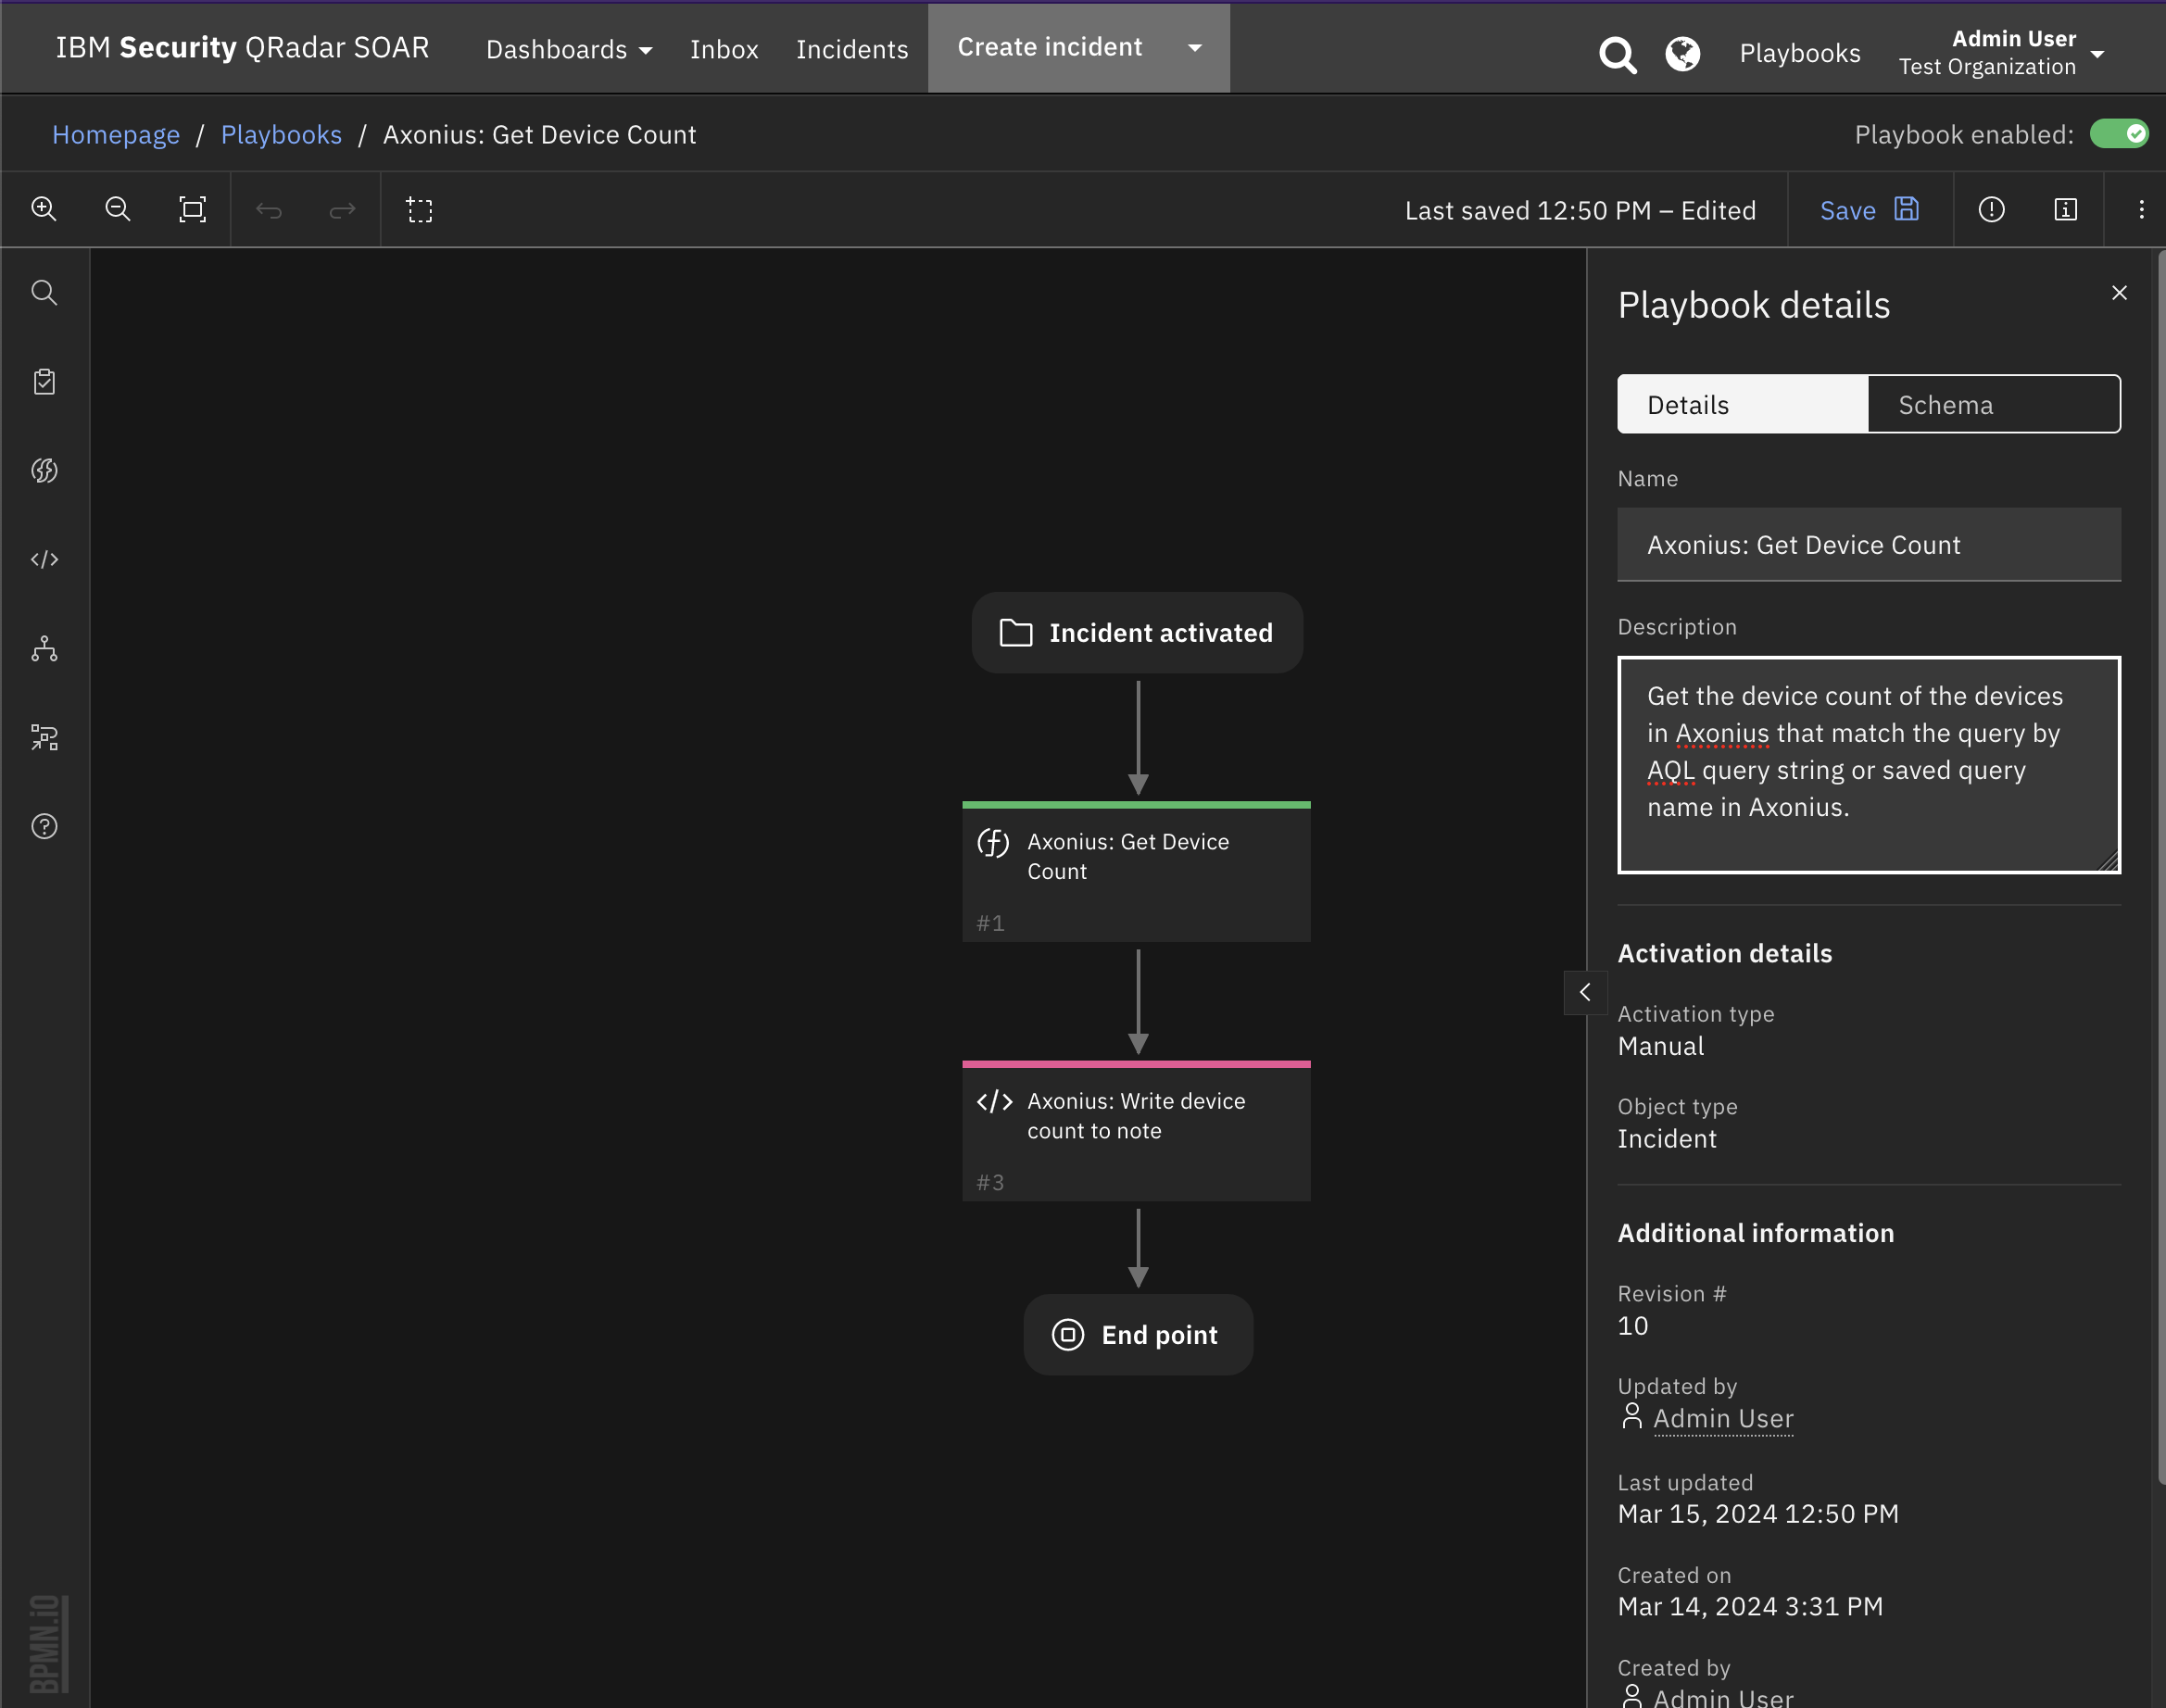 IBM Security QRadar SOAR
Dashboards
Inbox
Incidents
Create incident
Playbooks
Admin User
Test Organization
Homepage / Playbooks / Axonius: Get Device Count
Playbook enabled:
Last saved 12:50 PM – Edited
Save
Incident activated
Axonius: Get Device
Count
#1
Axonius: Write device
count to note
#3
End point
BPMN.iO
Playbook details
Details
Schema
Name
Axonius: Get Device Count
Description
Get the device count of the devices
in Axonius that match the query by
AQL query string or saved query
name in Axonius.
Activation details
Activation type
Manual
Object type
Incident
Additional information
Revision #
10
Updated by
Admin User
Last updated
Mar 15, 2024 12:50 PM
Created on
Mar 14, 2024 3:31 PM
Created by
Admin User